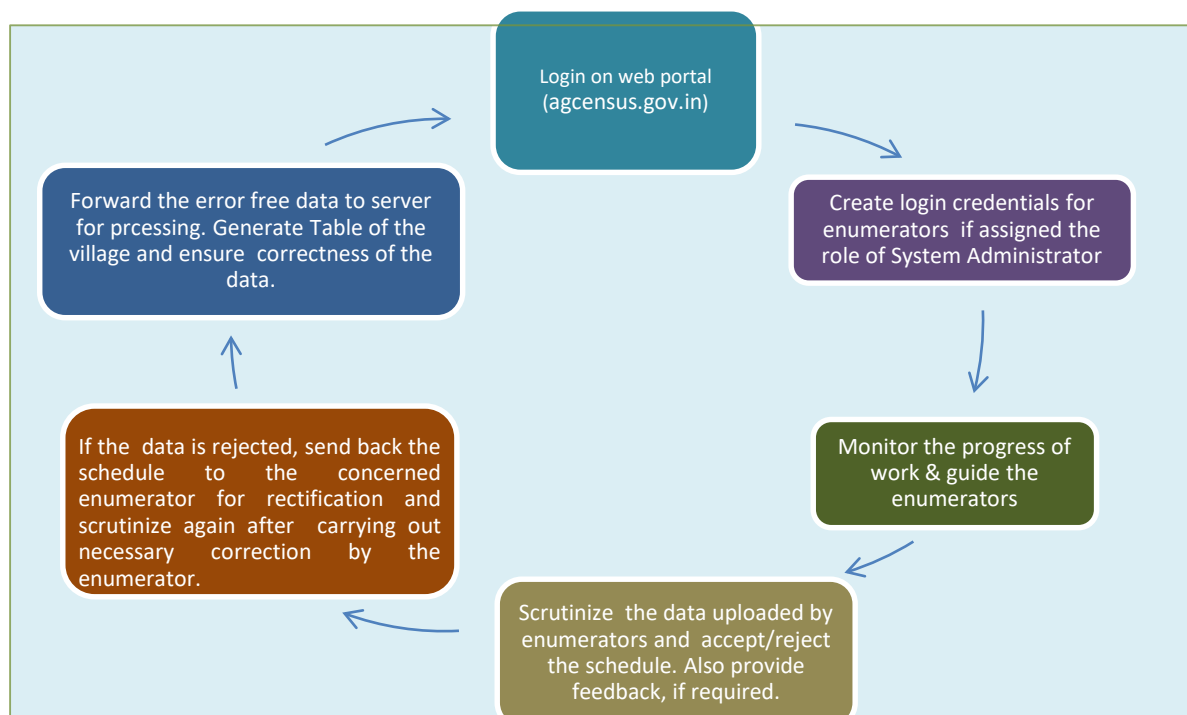 Login on web portal
(agcensus.gov.in)
Create login credentials for
enumerators if assigned the
role of System Administrator
Monitor the progress of
work & guide the
enumerators
Scrutinize the data uploaded by
enumerators and accept/reject
the schedule. Also provide
feedback, if required.
If the data is rejected, send back the
schedule to the concerned
enumerator for rectification and
scrutinize again after carrying out
necessary correction by the
enumerator.
Forward the error free data to server
for prcessing. Generate Table of the
village and ensure correctness of the
data.